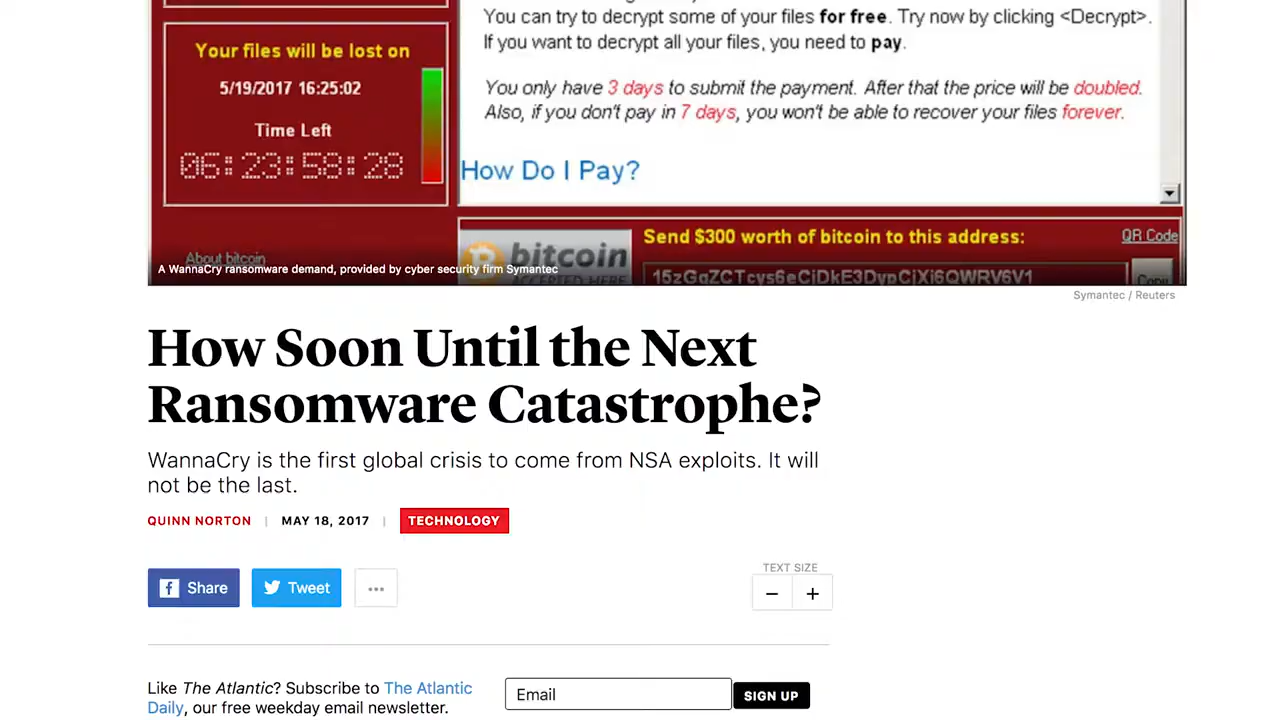 You can try to decrypt some of your files for free. Try now by clicking <Decrypt>.
If you want to decrypt all your files, you need to pay.
You only have 3 days to submit the payment. After that the price will be doubled.
Also, if you don't pay in 7 days, you won't be able to recover your files forever.
How Do I Pay?
Your files will be lost on
5/19/2017 16:25:02
Time Left
06:23:58:28
About bitcoin
bitcoin
ACCEPTED HERE
Send $300 worth of bitcoin to this address:
QR Code
Copy
A WannaCry ransomware demand, provided by cyber security firm Symantec
Symantec / Reuters
How Soon Until the Next
Ransomware Catastrophe?
WannaCry is the first global crisis to come from NSA exploits. It will
not be the last.
QUINN NORTON | MAY 18, 2017 | TECHNOLOGY
Share
Tweet
...
TEXT SIZE
− +
Like The Atlantic? Subscribe to The Atlantic
Daily, our free weekday email newsletter.
Email
SIGN UP